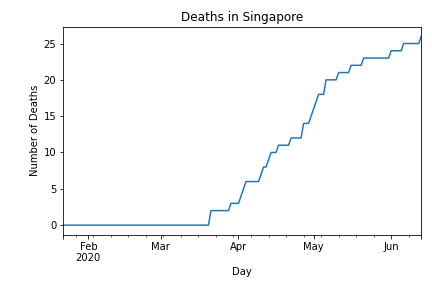 Deaths in Singapore
Number of Deaths
25
20
15
10
5
0
Feb
2020
Mar
Apr
May
Jun
Day